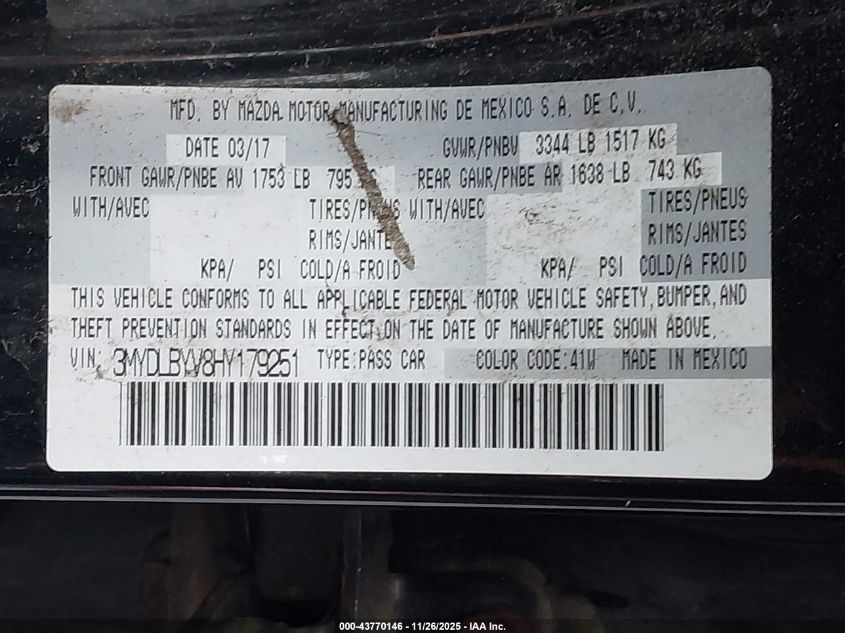 MFD. BY MAZDA MOTOR MANUFACTURING DE MEXICO S.A. DE C.V.
DATE 03/17 GVWR/PNBV 3344 LB 1517 KG
FRONT GAWR/PNBE AV 1753 LB 795 KG REAR GAWR/PNBE AR 1638 LB 743 KG
WITH/AVEC TIRES/PNEUS WITH/AVEC TIRES/PNEUS
RIMS/JANTES RIMS/JANTES
KPA/ PSI COLD/A FROID KPA/ PSI COLD/A FROID
THIS VEHICLE CONFORMS TO ALL APPLICABLE FEDERAL MOTOR VEHICLE SAFETY, BUMPER, AND
THEFT PREVENTION STANDARDS IN EFFECT ON THE DATE OF MANUFACTURE SHOWN ABOVE.
VIN: 3MYDLBYV8HY179251 TYPE:PASS CAR COLOR CODE:41W MADE IN MEXICO
000-43770146 - 11/26/2025 - IAA Inc.